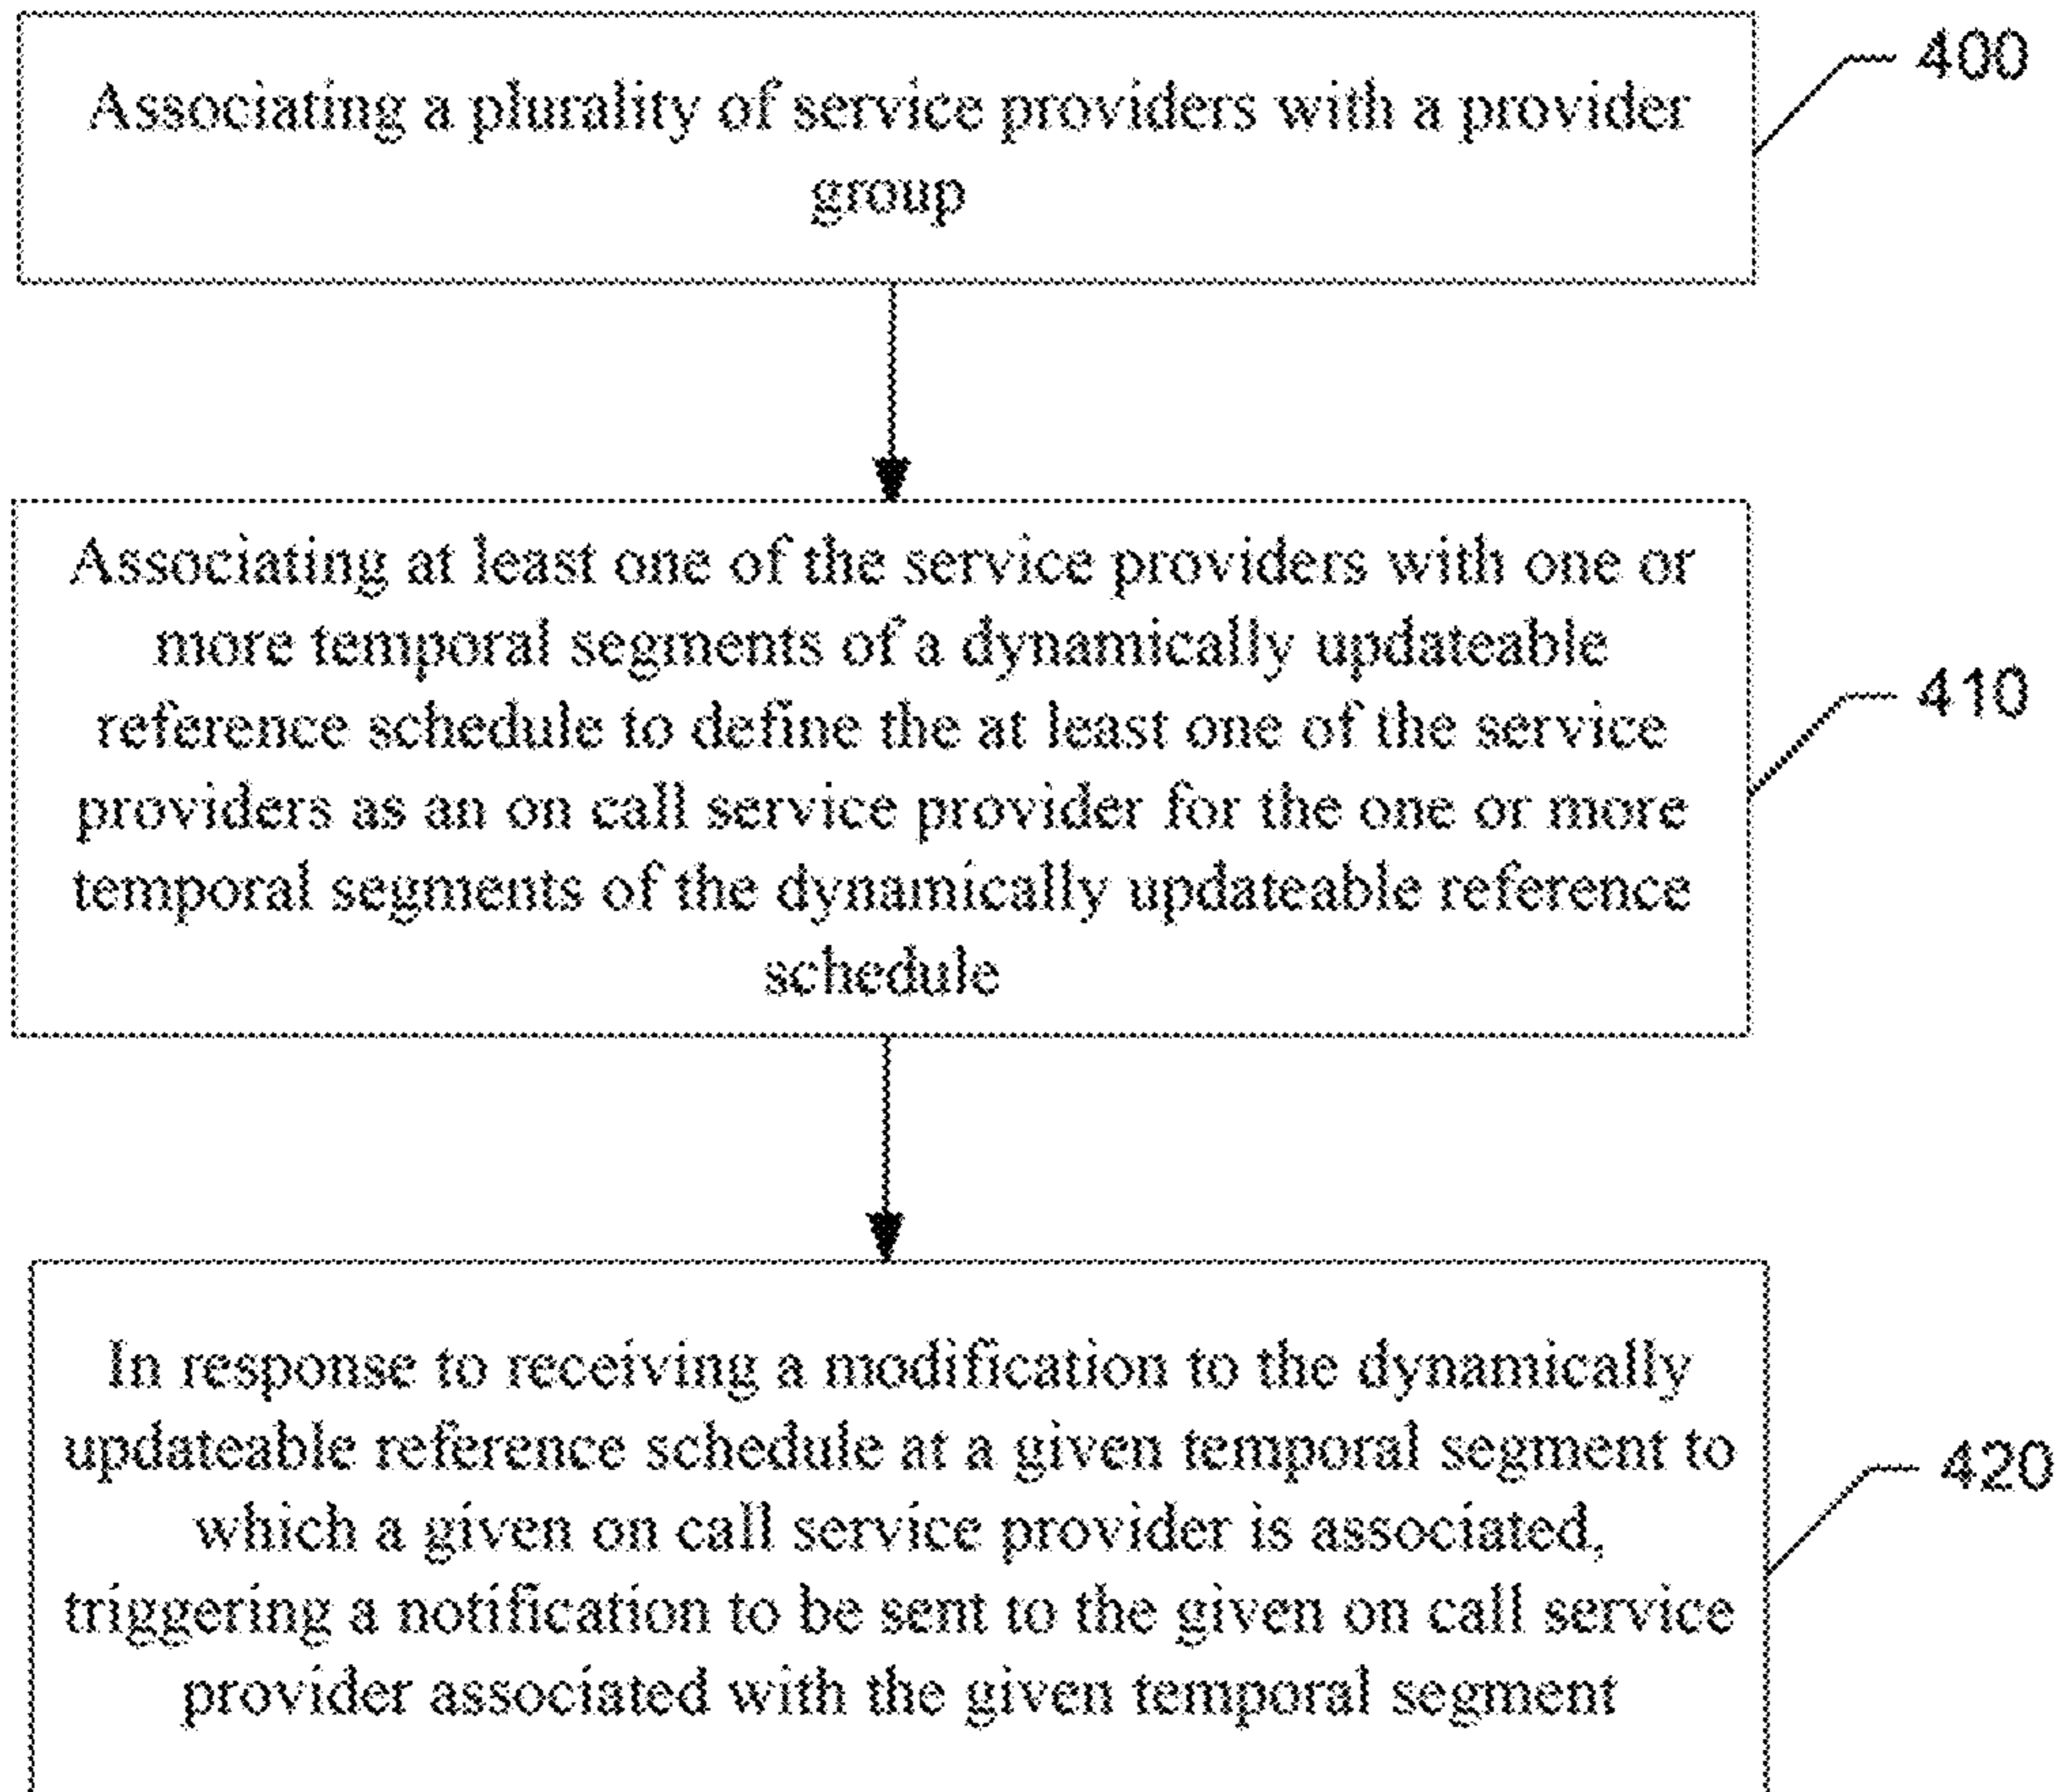 Associating a plurality of service providers with a provider
group
400
Associating at least one of the service providers with one or
more temporal segments of a dynamically updateable
reference schedule to define the at least one of the service
providers as an on call service provider for the one or more
temporal segments of the dynamically updateable reference
schedule
410
In response to receiving a modification to the dynamically
updateable reference schedule at a given temporal segment to
which a given on call service provider is associated,
triggering a notification to be sent to the given on call service
provider associated with the given temporal segment
420